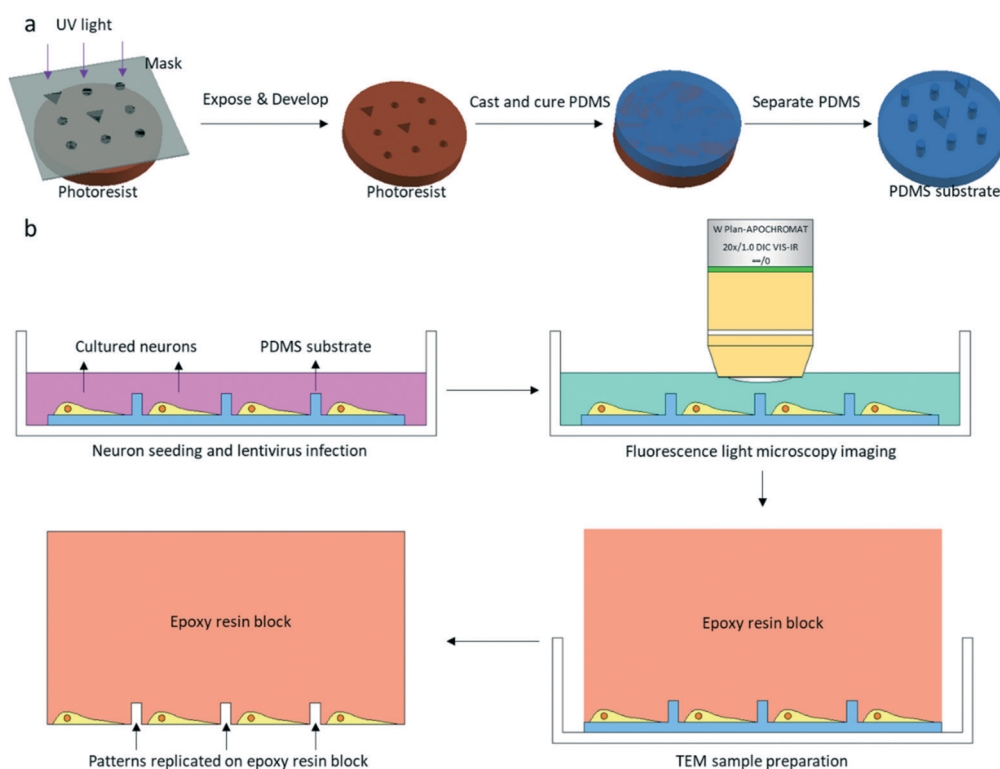 a
UV light
Mask
Expose & Develop
Cast and cure PDMS
Separate PDMS
Photoresist
Photoresist
PDMS substrate
b
W Plan-APOCHROMAT
20x/1.0 DIC VIS-IR
∞/0
Cultured neurons
PDMS substrate
Neuron seeding and lentivirus infection
Fluorescence light microscopy imaging
Epoxy resin block
Epoxy resin block
Patterns replicated on epoxy resin block
TEM sample preparation